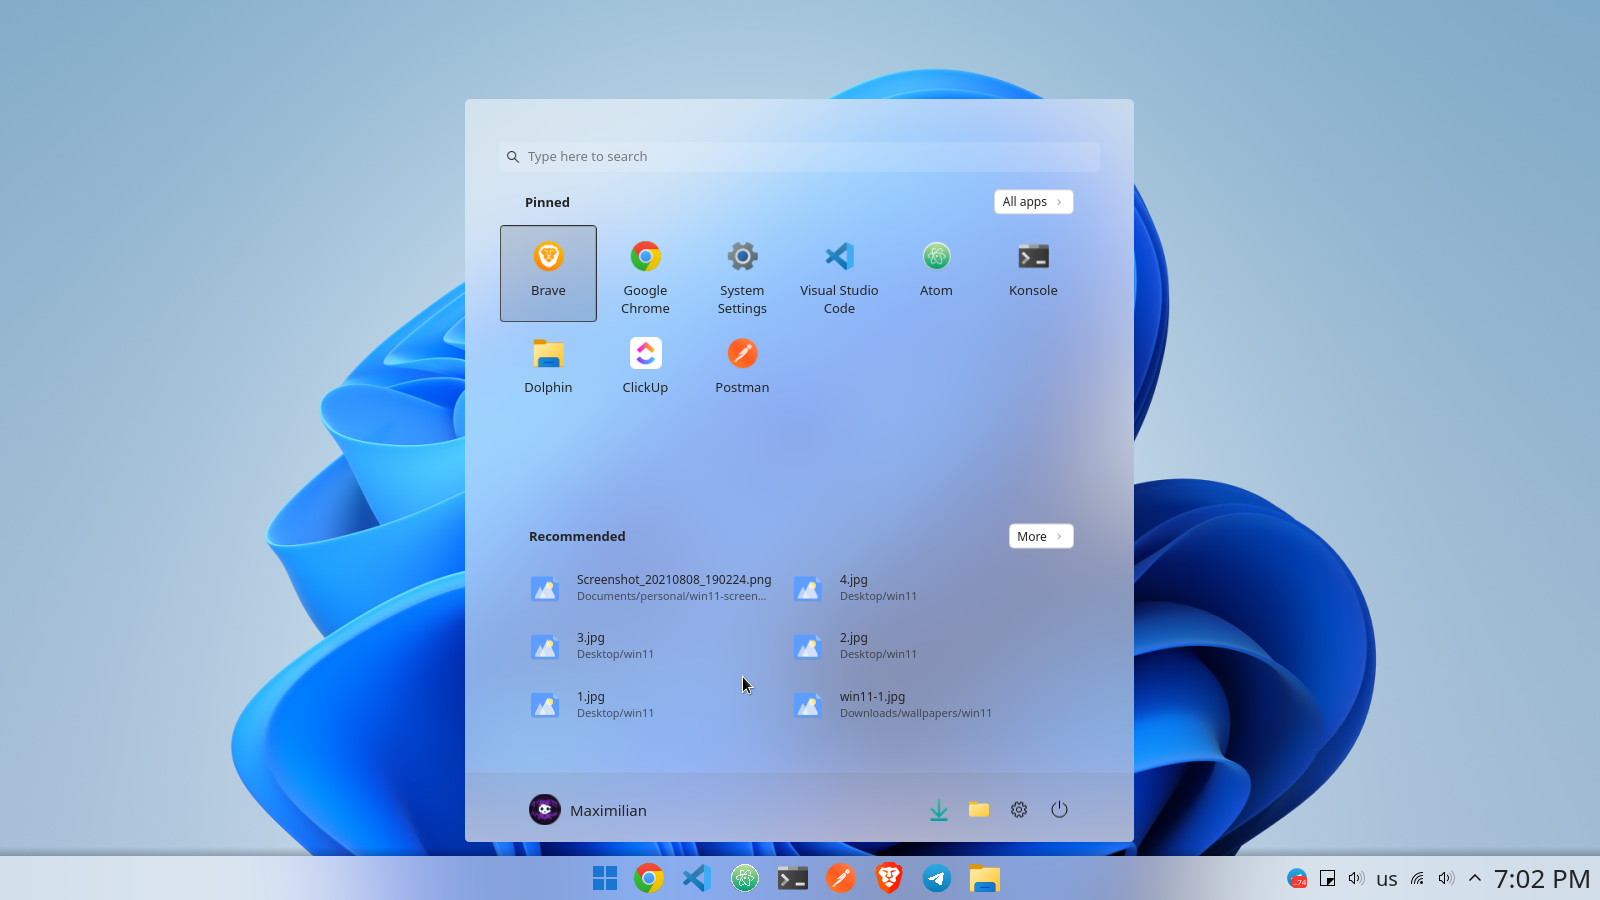 Type here to search
Pinned
All apps
Brave
Google
Chrome
System
Settings
Visual Studio
Code
Atom
Konsole
Dolphin
ClickUp
Postman
Recommended
More
Screenshot_20210808_190224.png
Documents/personal/win11-screen...
4.jpg
Desktop/win11
3.jpg
Desktop/win11
2.jpg
Desktop/win11
1.jpg
Desktop/win11
win11-1.jpg
Downloads/wallpapers/win11
Maximilian
us
7:02 PM